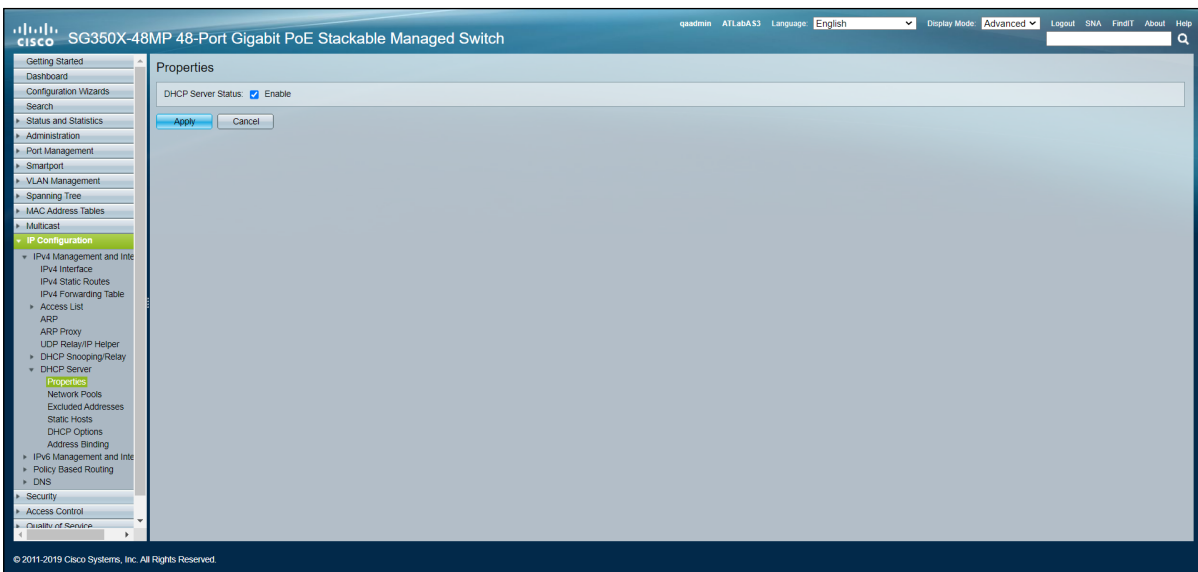 qaadmin ATLabAS3 Language: English Display Mode: Advanced Logout SNA FindIT About Help
CISCO SG350X-48MP 48-Port Gigabit PoE Stackable Managed Switch
Getting Started
Dashboard
Configuration Wizards
Search
Status and Statistics
Administration
Port Management
Smartport
VLAN Management
Spanning Tree
MAC Address Tables
Multicast
IP Configuration
IPv4 Management and Inte
IPv4 Interface
IPv4 Static Routes
IPv4 Forwarding Table
Access List
ARP
ARP Proxy
UDP Relay/IP Helper
DHCP Snooping/Relay
DHCP Server
Properties
Network Pools
Excluded Addresses
Static Hosts
DHCP Options
Address Binding
IPv6 Management and Inte
Policy Based Routing
DNS
Security
Access Control
Quality of Service
Properties
DHCP Server Status: Enable
Apply Cancel
© 2011-2019 Cisco Systems, Inc. All Rights Reserved.